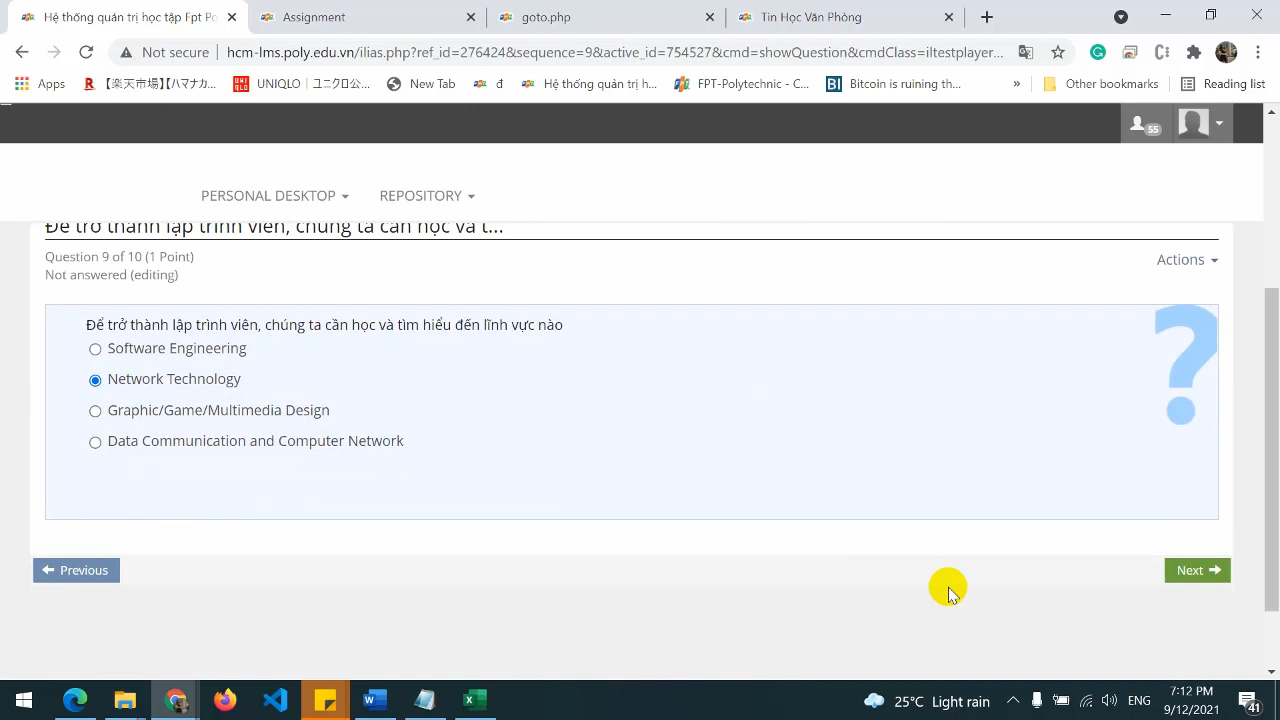 Hệ thống quản trị học tập Fpt Po
Assignment
goto.php
Tin Học Văn Phòng
Not secure
hcm-lms.poly.edu.vn/ilias.php?ref_id=276424&sequence=9&active_id=754527&cmd=showQuestion&cmdClass=iltestplayer...
Apps
【楽天市場】【ハマナカ...
UNIQLO | ユニクロ公...
New Tab
đ
Hệ thống quản trị h...
FPT-Polytechnic - C...
Bitcoin is ruining th...
»
Other bookmarks
Reading list
55
PERSONAL DESKTOP
REPOSITORY
Để trở thành lập trình viên, chúng ta cần học và t...
Question 9 of 10 (1 Point)
Not answered (editing)
Actions
Để trở thành lập trình viên, chúng ta cần học và tìm hiểu đến lĩnh vực nào
Software Engineering
Network Technology
Graphic/Game/Multimedia Design
Data Communication and Computer Network
Previous
Next
25°C Light rain
ENG
7:12 PM
9/12/2021
41